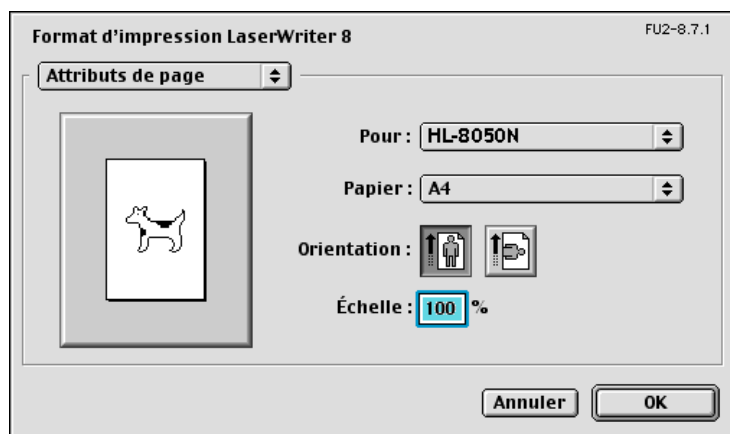 Format d'impression LaserWriter 8
FU2-8.7.1
Attributs de page
Pour : HL-8050N
Papier : A4
Orientation :
Échelle : 100 %
Annuler
OK